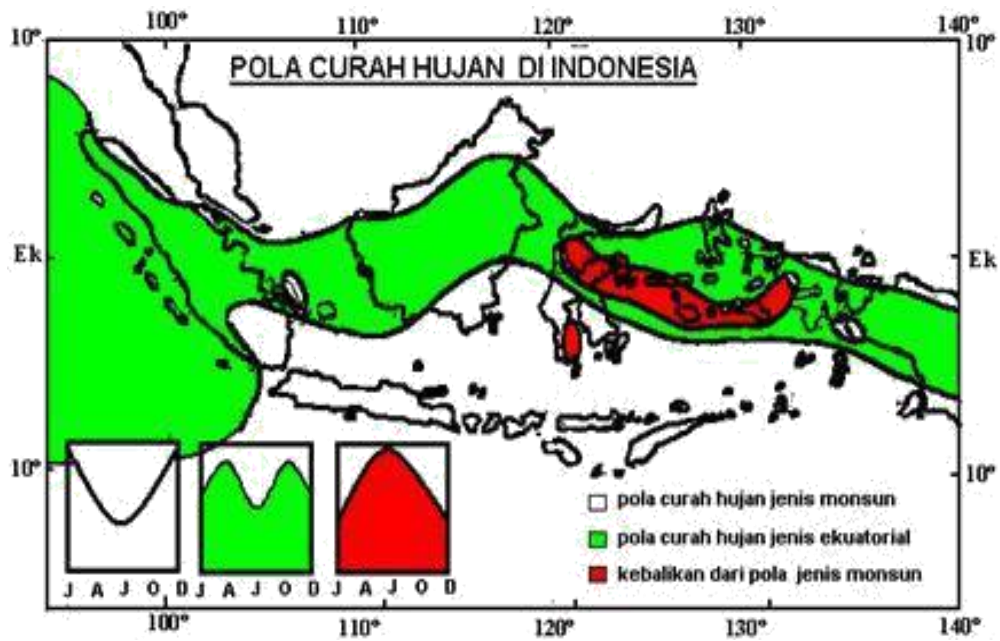 100° 110° 120° 130° 140°
10° 10°
POLA CURAH HUJAN DI INDONESIA
Ek Ek
10° 10°
pola curah hujan jenis monsun
pola curah hujan jenis ekuatorial
kebalikan dari pola jenis monsun
J A J O D J A J O D J A J O D
100° 110° 120° 130° 140°